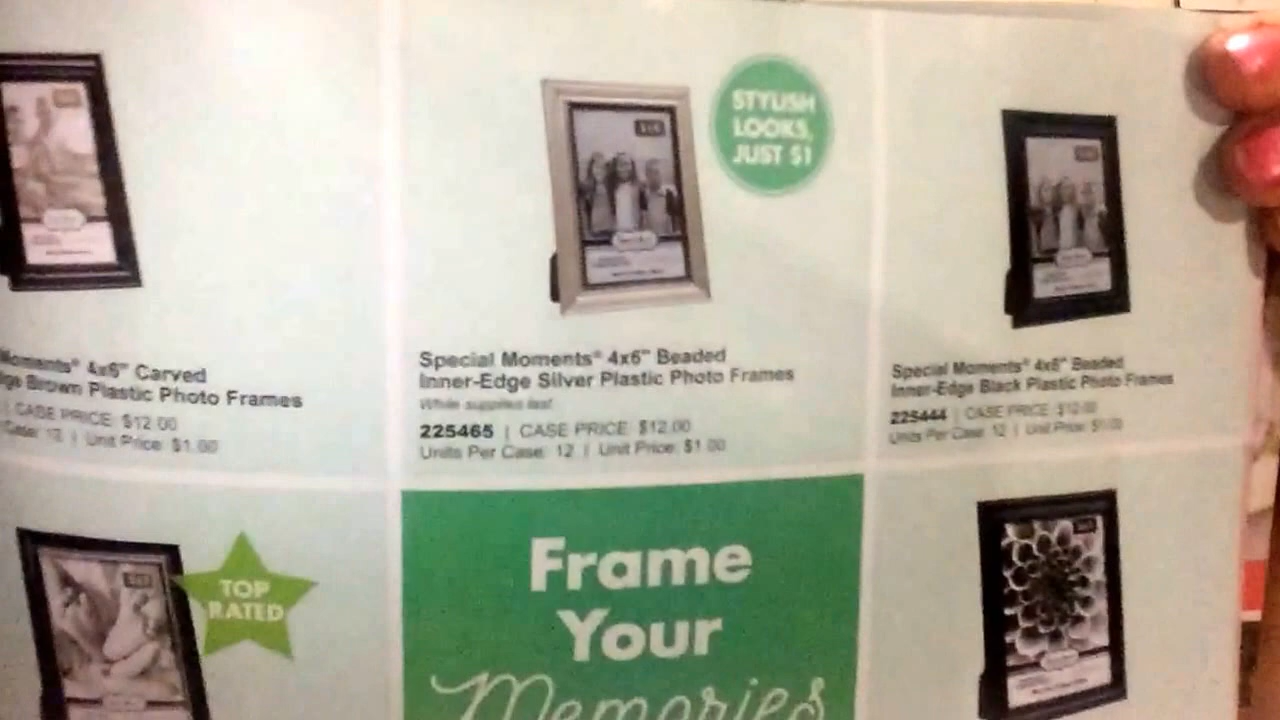 STYLISH
LOOKS,
JUST $1
Moments® 4x6" Carved
Brown Plastic Photo Frames
CASE PRICE: $12.00
12 | Unit Price: $1.00
Special Moments® 4x6" Beaded
Inner-Edge Silver Plastic Photo Frames
While supplies last
225465 | CASE PRICE: $12.00
Units Per Case: 12 | Unit Price: $1.00
Special Moments® 4x6" Beaded
Inner-Edge Black Plastic Photo Frames
225444 | CASE PRICE: $12.00
Units Per Case: 12 | Unit Price: $1.00
TOP
RATED
Frame
Your
Memories